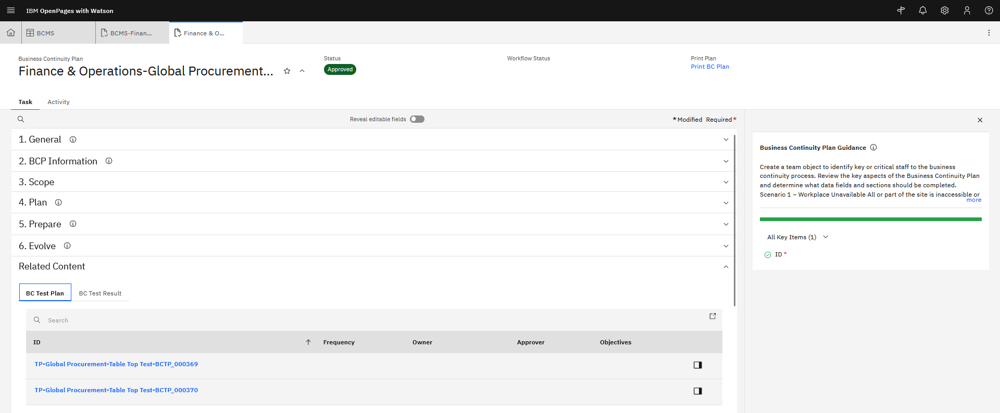 IBM OpenPages with Watson
BCMS
BCMS-Finan...
Finance & O...
Business Continuity Plan
Finance & Operations-Global Procurement...
Status
Approved
Workflow Status
Print Plan
Print BC Plan
Task
Activity
Reveal editable fields
*Modified Required*
1. General
2. BCP Information
3. Scope
4. Plan
5. Prepare
6. Evolve
Related Content
BC Test Plan
BC Test Result
Search
ID
Frequency
Owner
Approver
Objectives
TP-Global Procurement-Table Top Test-BCTP_000369
TP-Global Procurement-Table Top Test-BCTP_000370
Business Continuity Plan Guidance
Create a team object to identify key or critical staff to the business
continuity process. Review the key aspects of the Business Continuity Plan
and determine what data fields and sections should be completed.
Scenario 1 – Workplace Unavailable All or part of the site is inaccessible or
more
All Key Items (1)
ID *